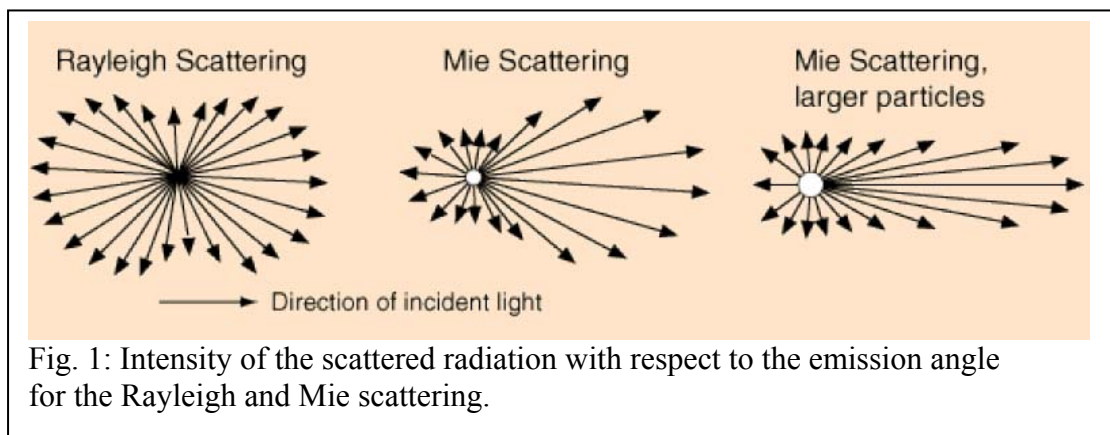 Rayleigh Scattering
Mie Scattering
Mie Scattering,
larger particles
Direction of incident light
Fig. 1: Intensity of the scattered radiation with respect to the emission angle
for the Rayleigh and Mie scattering.